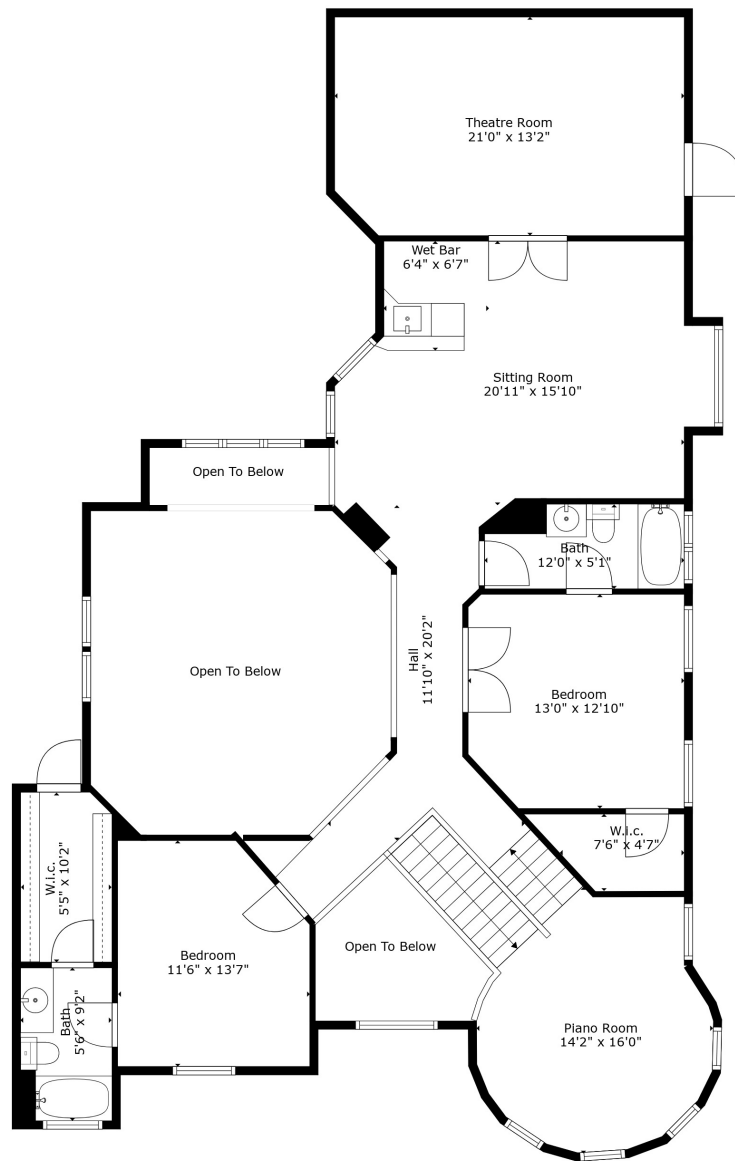 Theatre Room
21'0" x 13'2"
Wet Bar
6'4" x 6'7"
Sitting Room
20'11" x 15'10"
Open To Below
Bath
12'0" x 5'1"
Hall
11'10" x 20'2"
Open To Below
Bedroom
13'0" x 12'10"
W.i.c.
7'6" x 4'7"
W.i.c.
5'5" x 10'2"
Bedroom
11'6" x 13'7"
Open To Below
Bath
5'6" x 9'2"
Piano Room
14'2" x 16'0"